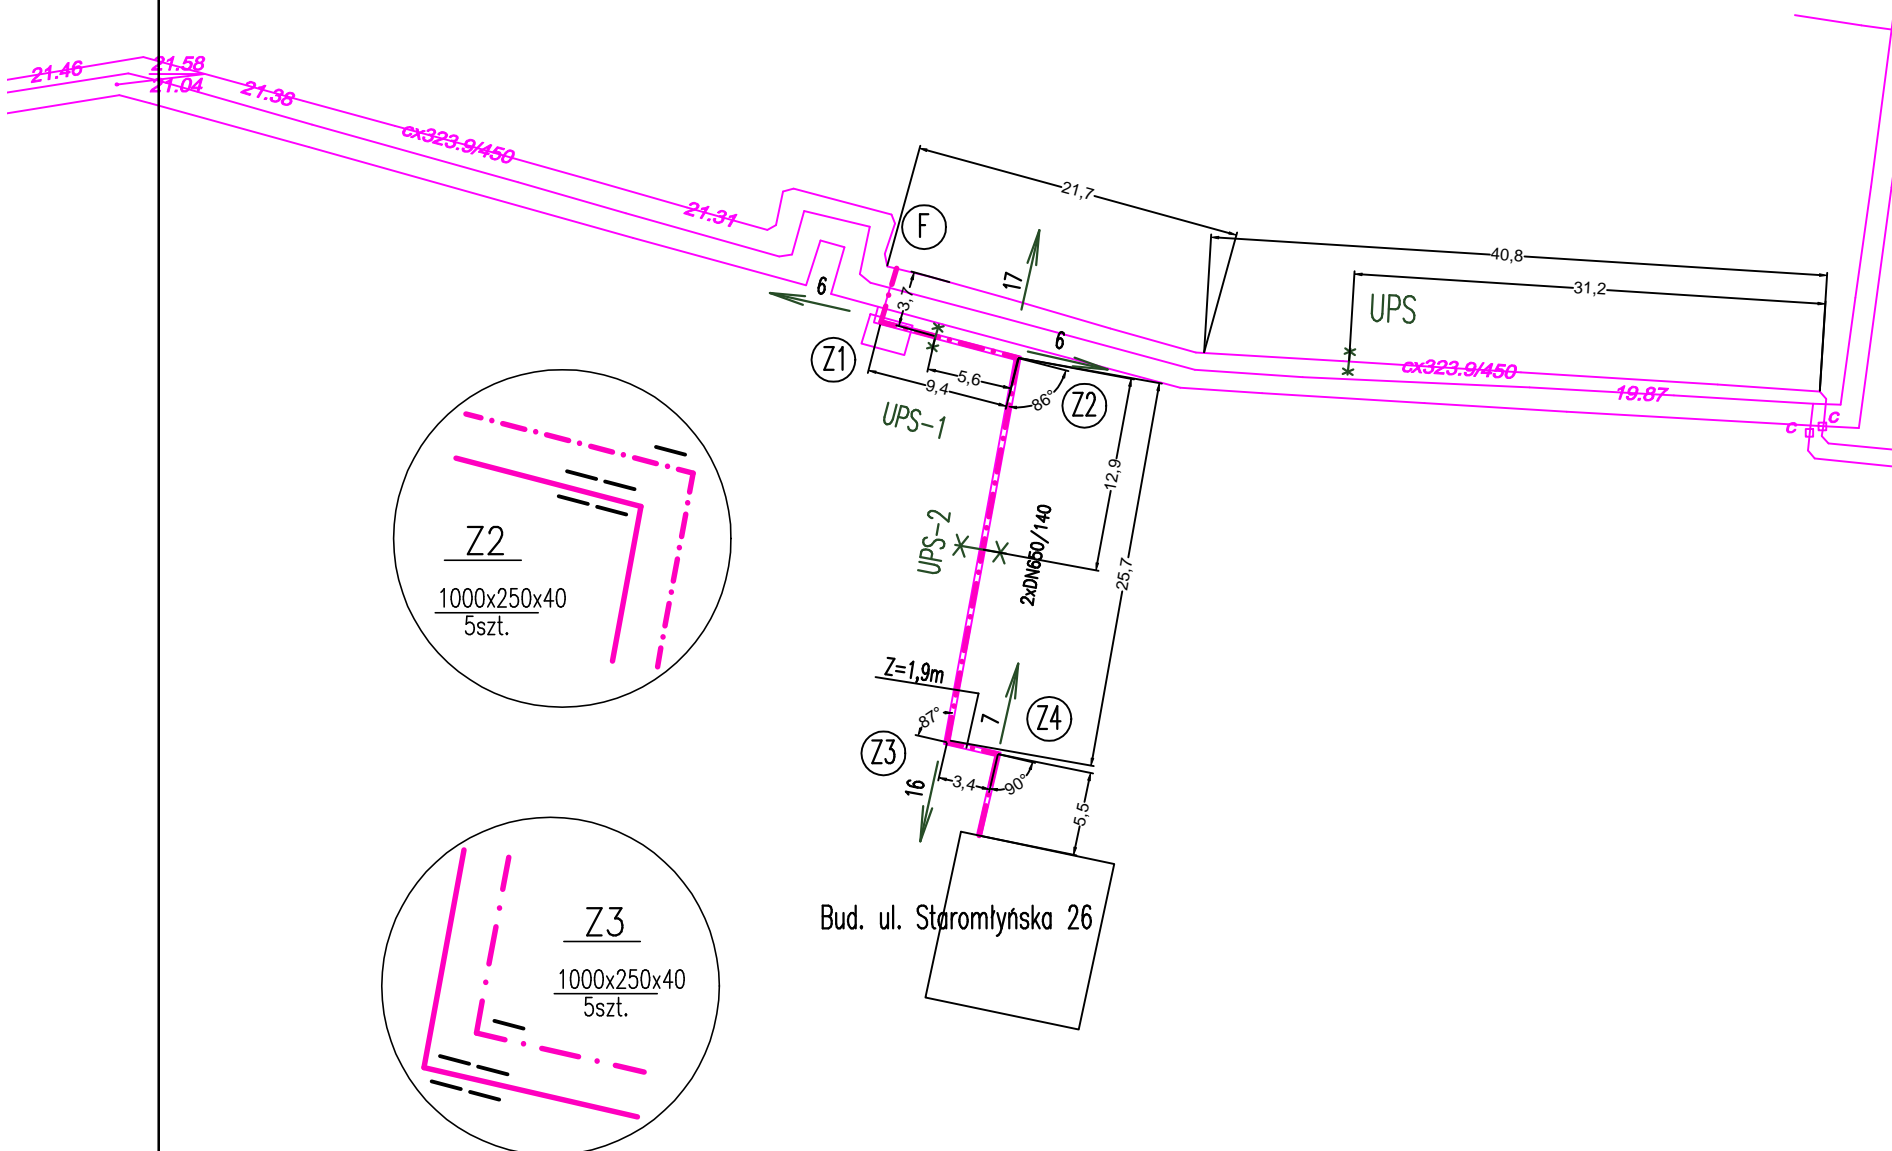 21.46
21.58
21.04
21.38
cx323.9/450
21.31
F
21,7
17
40,8
31,2
UPS
6
3,7
6
Z1
5,6
9,4
86°
Z2
UPS-1
cx323.9/450
19.87
c
c
12,9
UPS-2
2xDN650/140
25,7
Z2
1000x250x40
5szt.
Z=1,9m
87°
7
Z4
Z3
16
3,4
90°
5,5
Z3
1000x250x40
5szt.
Bud. ul. Staromłyńska 26